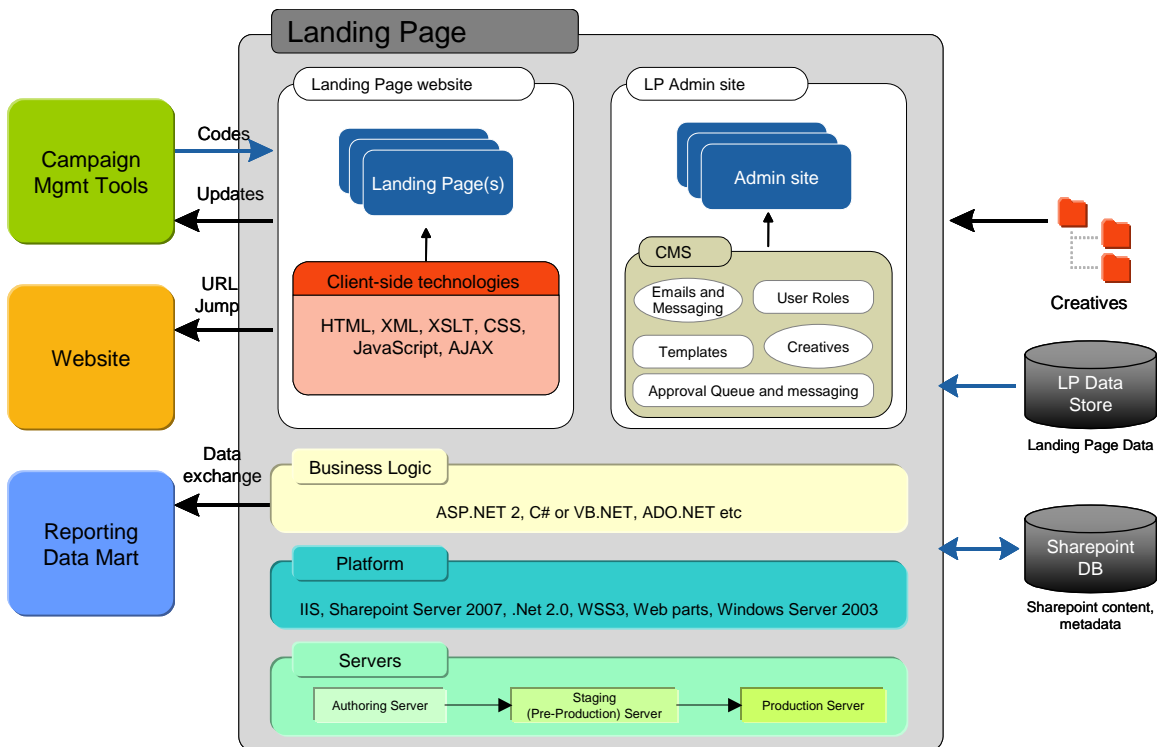 Landing Page
Landing Page website
LP Admin site
Campaign
Mgmt Tools
Codes
Updates
Landing Page(s)
Admin site
CMS
Emails and
Messaging
User Roles
Templates
Creatives
Approval Queue and messaging
Client-side technologies
HTML, XML, XSLT, CSS,
JavaScript, AJAX
Creatives
Website
URL
Jump
LP Data
Store
Landing Page Data
Reporting
Data Mart
Data
exchange
Business Logic
ASP.NET 2, C# or VB.NET, ADO.NET etc
Sharepoint
DB
Sharepoint content,
metadata
Platform
IIS, Sharepoint Server 2007, .Net 2.0, WSS3, Web parts, Windows Server 2003
Servers
Authoring Server
Staging
(Pre-Production) Server
Production Server